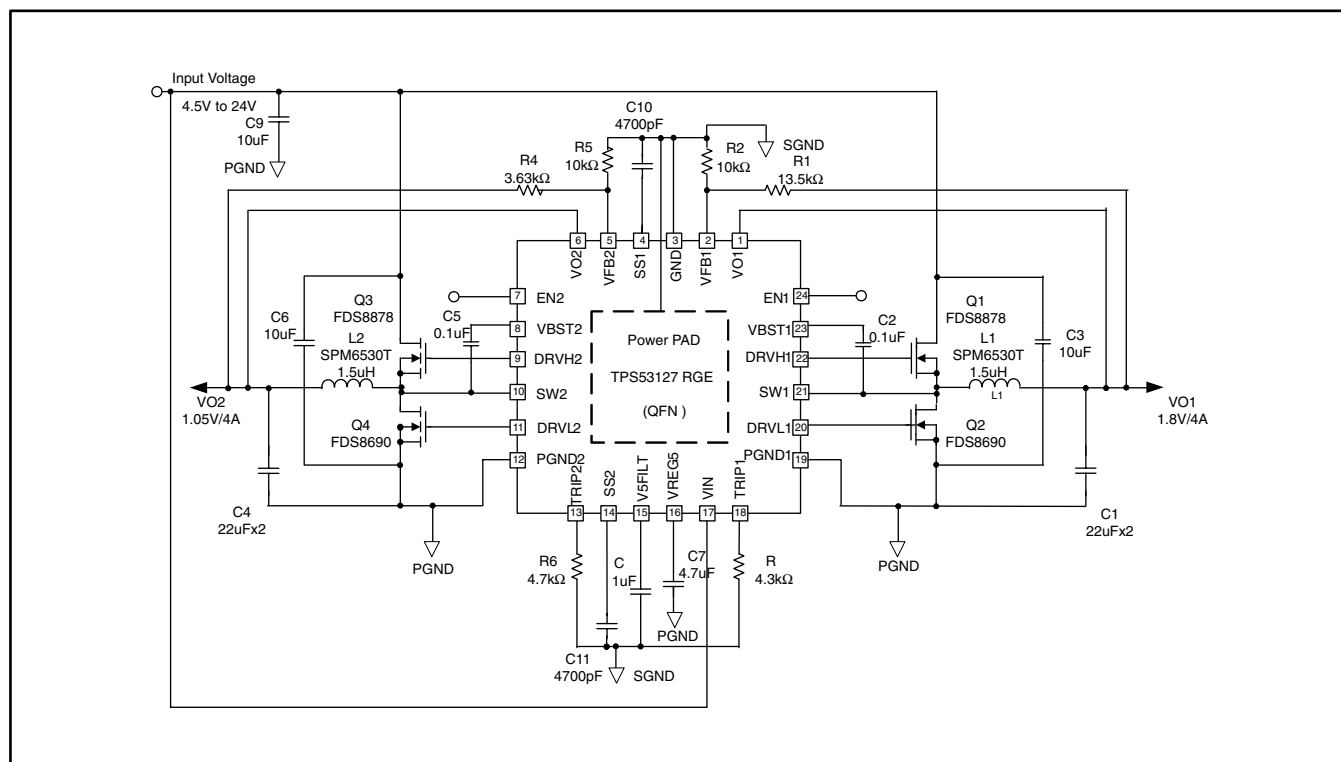 Input Voltage
4.5V to 24V
C9
10uF
PGND
C10
4700pF
R5
10kΩ
R4
3.63kΩ
R2
10kΩ
SGND
R1
13.5kΩ
6
5
4
3
2
1
VO2
VFB2
SS1
GND
VFB1
VO1
7
EN2
EN1
24
Q3
FDS8878
C6
10uF
L2
SPM6530T
1.5uH
C5
0.1uF
8
VBST2
VBST1
23
C2
0.1uF
Q1
FDS8878
L1
SPM6530T
1.5uH
L1
C3
10uF
9
DRVH2
DRVH1
22
10
SW2
SW1
21
Power PAD
TPS53127 RGE
(QFN )
VO2
1.05V/4A
VO1
1.8V/4A
Q4
FDS8690
11
DRVL2
DRVL1
20
Q2
FDS8690
12
PGND2
PGND1
19
TRIP2
SS2
V5FILT
VREG5
VIN
TRIP1
13
14
15
16
17
18
C4
22uFx2
PGND
C1
22uFx2
PGND
R6
4.7kΩ
C
1uF
C7
4.7uF
R
4.3kΩ
PGND
C11
4700pF
SGND